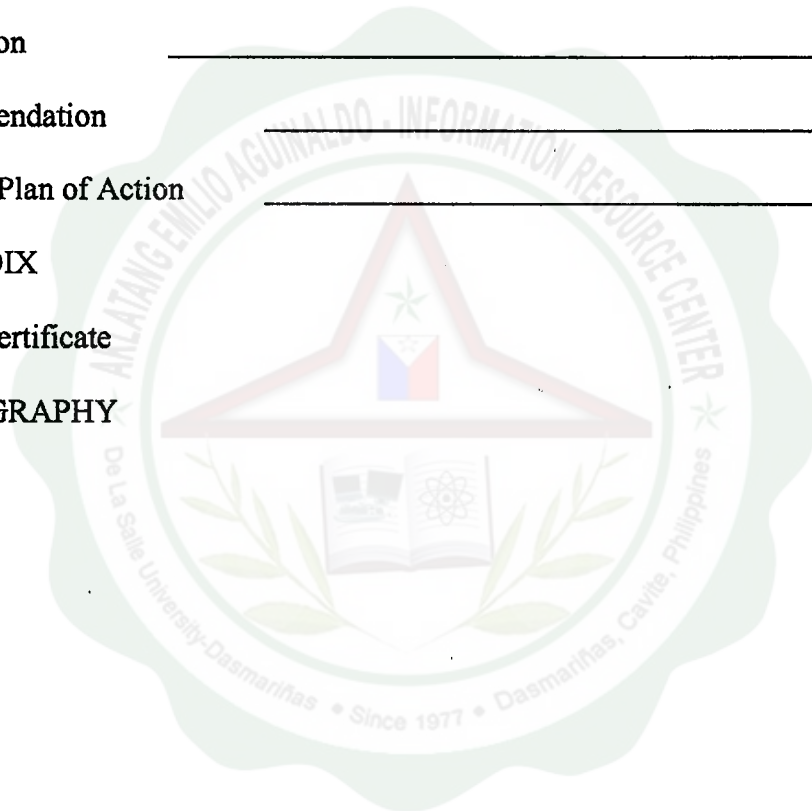 on
endation
Plan of Action
DIX
ertificate
GRAPHY
AKLATANG EMILIO AGUINALDO - INFORMATION RESOURCE CENTER
De La Salle University-Dasmariñas • Since 1977 • Dasmariñas, Cavite, Philippines